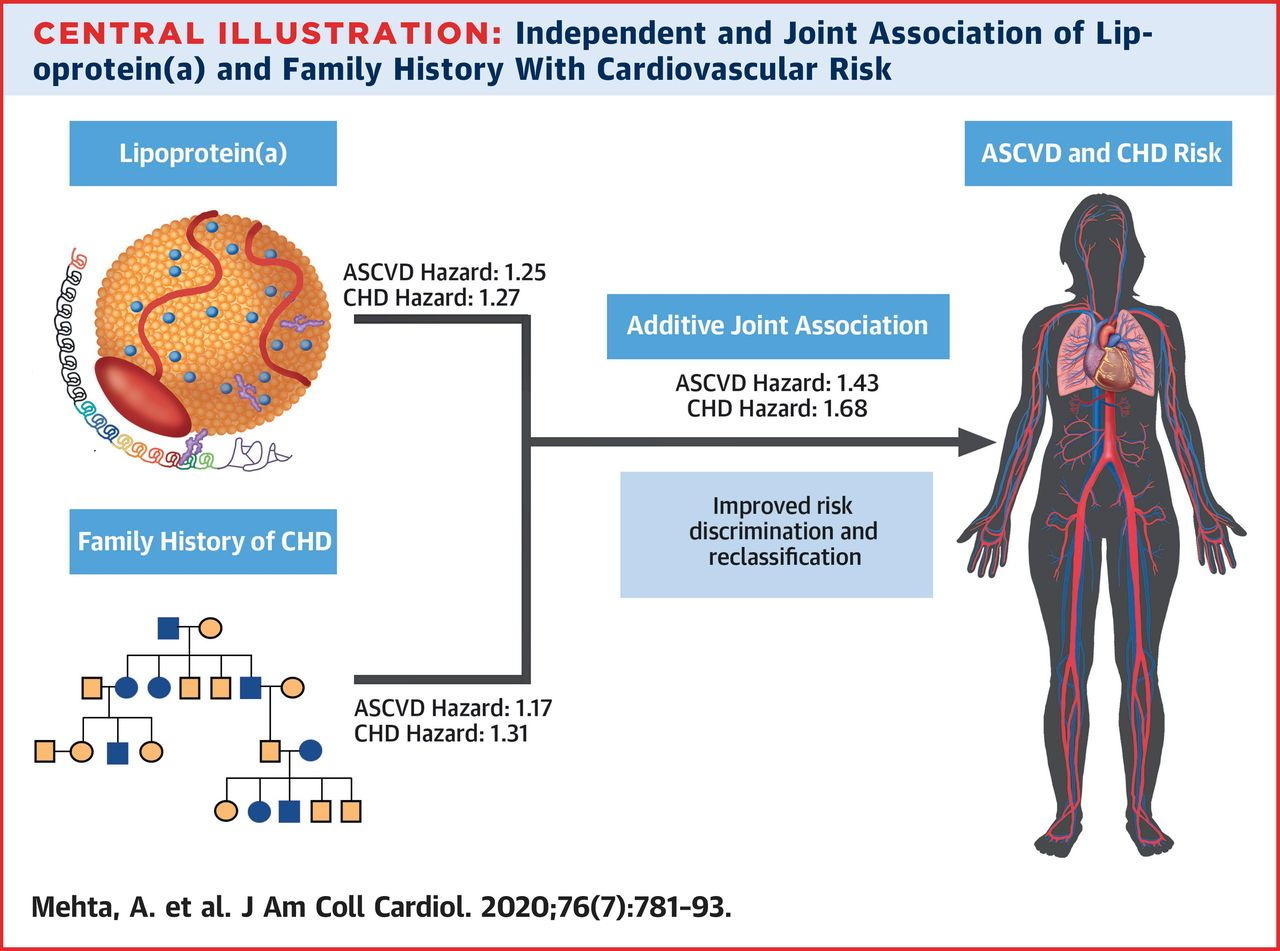 CENTRAL ILLUSTRATION: Independent and Joint Association of Lip-
oprotein(a) and Family History With Cardiovascular Risk
Lipoprotein(a)
ASCVD Hazard: 1.25
CHD Hazard: 1.27
Family History of CHD
ASCVD Hazard: 1.17
CHD Hazard: 1.31
Additive Joint Association
ASCVD Hazard: 1.43
CHD Hazard: 1.68
Improved risk
discrimination and
reclassification
ASCVD and CHD Risk
Mehta, A. et al. J Am Coll Cardiol. 2020;76(7):781–93.